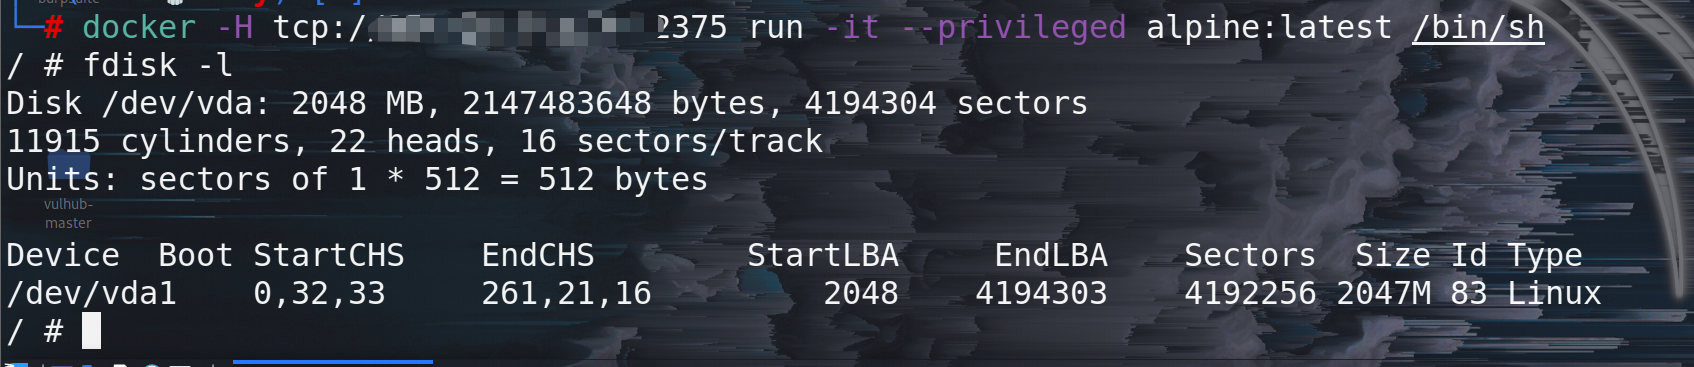 └─# docker -H tcp:/ 2375 run -it --privileged alpine:latest /bin/sh
/ # fdisk -l
Disk /dev/vda: 2048 MB, 2147483648 bytes, 4194304 sectors
11915 cylinders, 22 heads, 16 sectors/track
Units: sectors of 1 * 512 = 512 bytes
vulhub-
master
Device  Boot StartCHS    EndCHS        StartLBA     EndLBA    Sectors  Size Id Type
/dev/vda1    0,32,33     261,21,16         2048    4194303    4192256 2047M 83 Linux
/ #